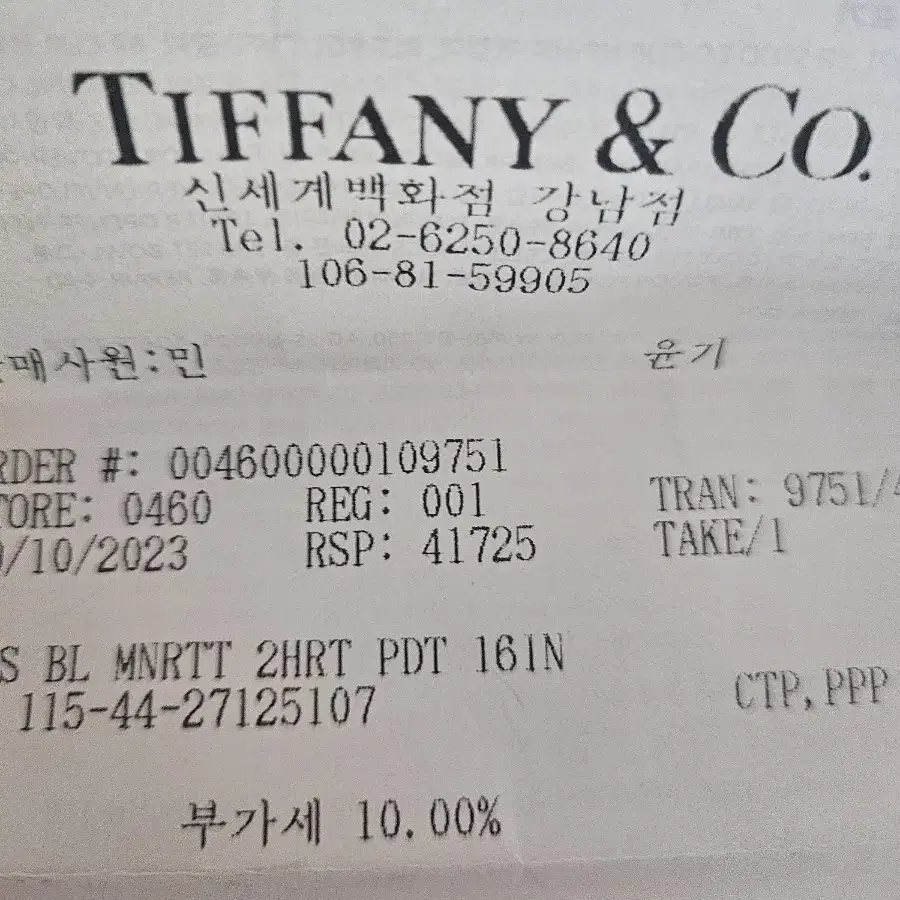 TIFFANY & CO.
신세계백화점 강남점
Tel. 02-6250-8640
106-81-59905
매사원:민 윤기
RDER #: 004600000109751
TORE: 0460 REG: 001 TRAN: 9751/4
/10/2023 RSP: 41725 TAKE/1
S BL MNRTT 2HRT PDT 16IN
115-44-27125107 CTP,PPP
부가세 10.00%